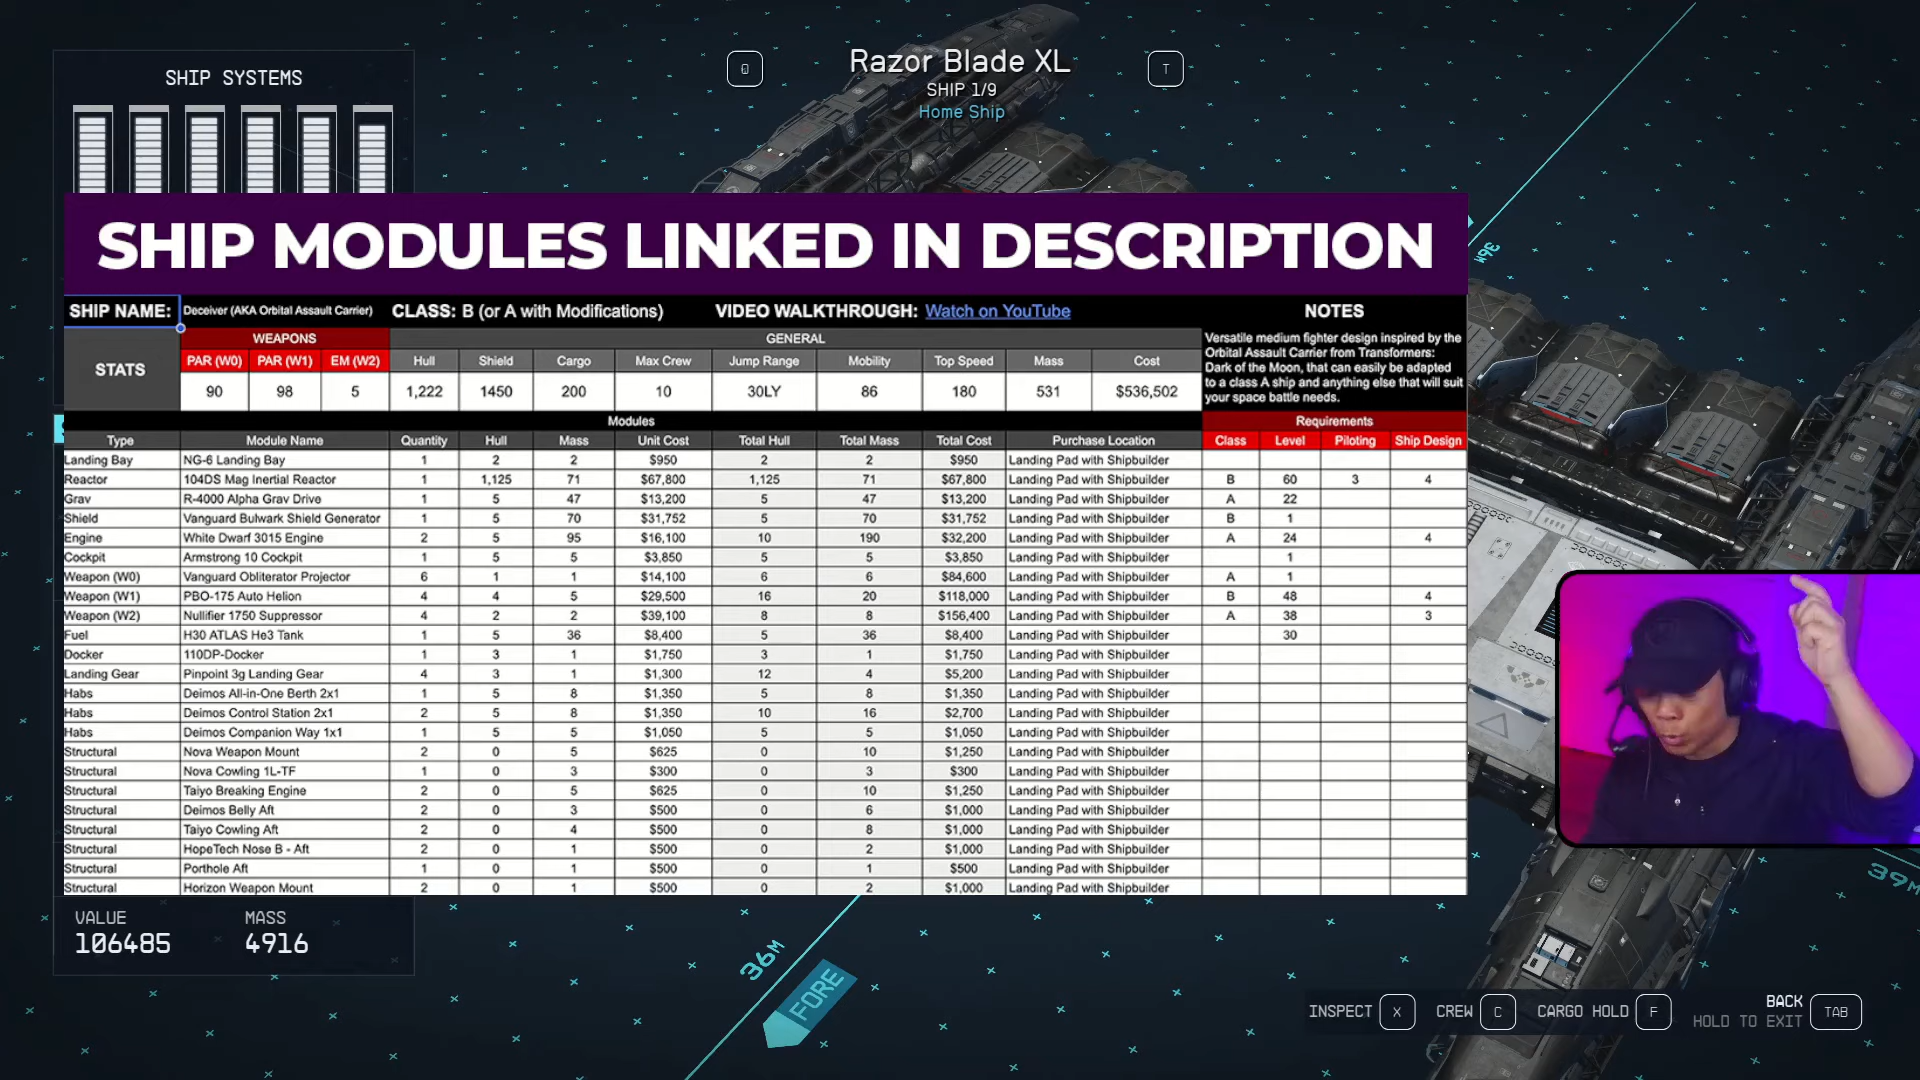 SHIP SYSTEMS
Q
Razor Blade XL
T
SHIP 1/9
Home Ship
SHIP MODULES LINKED IN DESCRIPTION
36M
SHIP NAME: Deceiver (AKA Orbital Assault Carrier) CLASS: B (or A with Modifications) VIDEO WALKTHROUGH: Watch on YouTube NOTES
STATS WEAPONS GENERAL
PAR (W0) PAR (W1) EM (W2) Hull Shield Cargo Max Crew Jump Range Mobility Top Speed Mass Cost
90 98 5 1,222 1450 200 10 30LY 86 180 531 $536,502
Versatile medium fighter design inspired by the
Orbital Assault Carrier from Transformers:
Dark of the Moon, that can easily be adapted
to a class A ship and anything else that will suit
your space battle needs.
Modules Requirements
Type Module Name Quantity Hull Mass Unit Cost Total Hull Total Mass Total Cost Purchase Location Class Level Piloting Ship Design
Landing Bay NG-6 Landing Bay 1 2 2 $950 2 2 $950 Landing Pad with Shipbuilder
Reactor 104DS Mag Inertial Reactor 1 1,125 71 $67,800 1,125 71 $67,800 Landing Pad with Shipbuilder B 60 3 4
Grav R-4000 Alpha Grav Drive 1 5 47 $13,200 5 47 $13,200 Landing Pad with Shipbuilder A 22
Shield Vanguard Bulwark Shield Generator 1 5 70 $31,752 5 70 $31,752 Landing Pad with Shipbuilder B 1
Engine White Dwarf 3015 Engine 2 5 95 $16,100 10 190 $32,200 Landing Pad with Shipbuilder A 24 4
Cockpit Armstrong 10 Cockpit 1 5 5 $3,850 5 5 $3,850 Landing Pad with Shipbuilder 1
Weapon (W0) Vanguard Obliterator Projector 6 1 1 $14,100 6 6 $84,600 Landing Pad with Shipbuilder A 1
Weapon (W1) PBO-175 Auto Helion 4 4 5 $29,500 16 20 $118,000 Landing Pad with Shipbuilder B 48 4
Weapon (W2) Nullifier 1750 Suppressor 4 2 2 $39,100 8 8 $156,400 Landing Pad with Shipbuilder A 38 3
Fuel H30 ATLAS He3 Tank 1 5 36 $8,400 5 36 $8,400 Landing Pad with Shipbuilder 30
Docker 110DP-Docker 1 3 1 $1,750 3 1 $1,750 Landing Pad with Shipbuilder
Landing Gear Pinpoint 3g Landing Gear 4 3 1 $1,300 12 4 $5,200 Landing Pad with Shipbuilder
Habs Deimos All-in-One Berth 2x1 1 5 8 $1,350 5 8 $1,350 Landing Pad with Shipbuilder
Habs Deimos Control Station 2x1 2 5 8 $1,350 10 16 $2,700 Landing Pad with Shipbuilder
Habs Deimos Companion Way 1x1 1 5 5 $1,050 5 5 $1,050 Landing Pad with Shipbuilder
Structural Nova Weapon Mount 2 0 5 $625 0 10 $1,250 Landing Pad with Shipbuilder
Structural Nova Cowling 1L-TF 1 0 3 $300 0 3 $300 Landing Pad with Shipbuilder
Structural Taiyo Breaking Engine 2 0 5 $625 0 10 $1,250 Landing Pad with Shipbuilder
Structural Deimos Belly Aft 2 0 3 $500 0 6 $1,000 Landing Pad with Shipbuilder
Structural Taiyo Cowling Aft 2 0 4 $500 0 8 $1,000 Landing Pad with Shipbuilder
Structural HopeTech Nose B - Aft 2 0 1 $500 0 2 $1,000 Landing Pad with Shipbuilder
Structural Porthole Aft 1 0 1 $500 0 1 $500 Landing Pad with Shipbuilder
Structural Horizon Weapon Mount 2 0 1 $500 0 2 $1,000 Landing Pad with Shipbuilder
39M
VALUE MASS
106485 4916
36M
FORE
INSPECT X CREW C CARGO HOLD F BACK TAB
HOLD TO EXIT